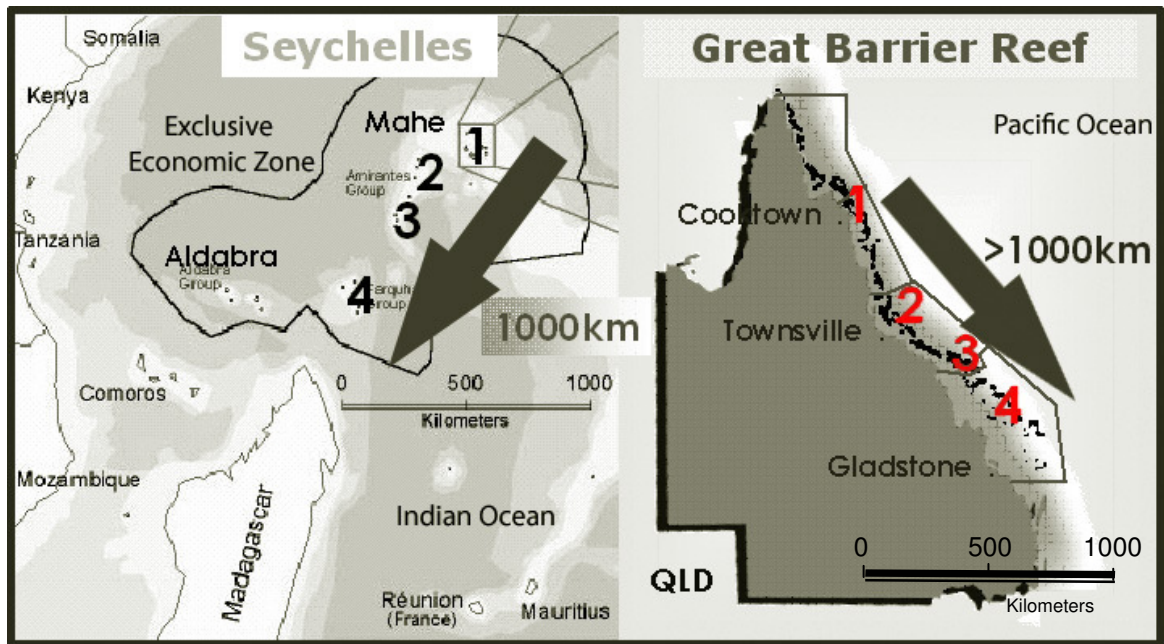 Seychelles
Somalia
Kenya
Exclusive
Economic Zone
Mahe
1
2
Amirantes
Group
3
Tanzania
Aldabra
Aldabra
Group
4
Group
1000km
Comoros
0 500 1000
Kilometers
Mozambique
Madagascar
Indian Ocean
Réunion
(France)
Mauritius
Great Barrier Reef
Pacific Ocean
1
Cooktown
>1000km
2
Townsville
3
4
Gladstone
0 500 1000
Kilometers
QLD